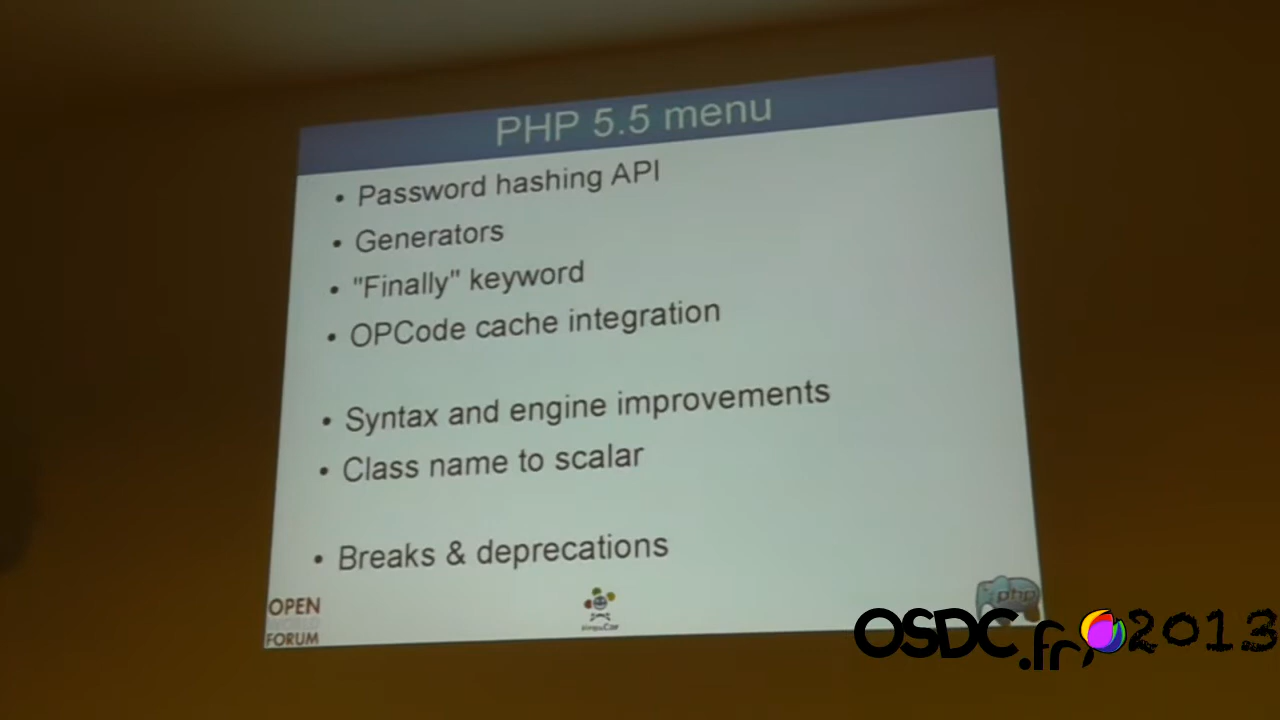 PHP 5.5 menu
• Password hashing API
• Generators
• "Finally" keyword
• OPCode cache integration
• Syntax and engine improvements
• Class name to scalar
• Breaks & deprecations
OPEN
WORLD
FORUM
php
OSDC.fr 2013